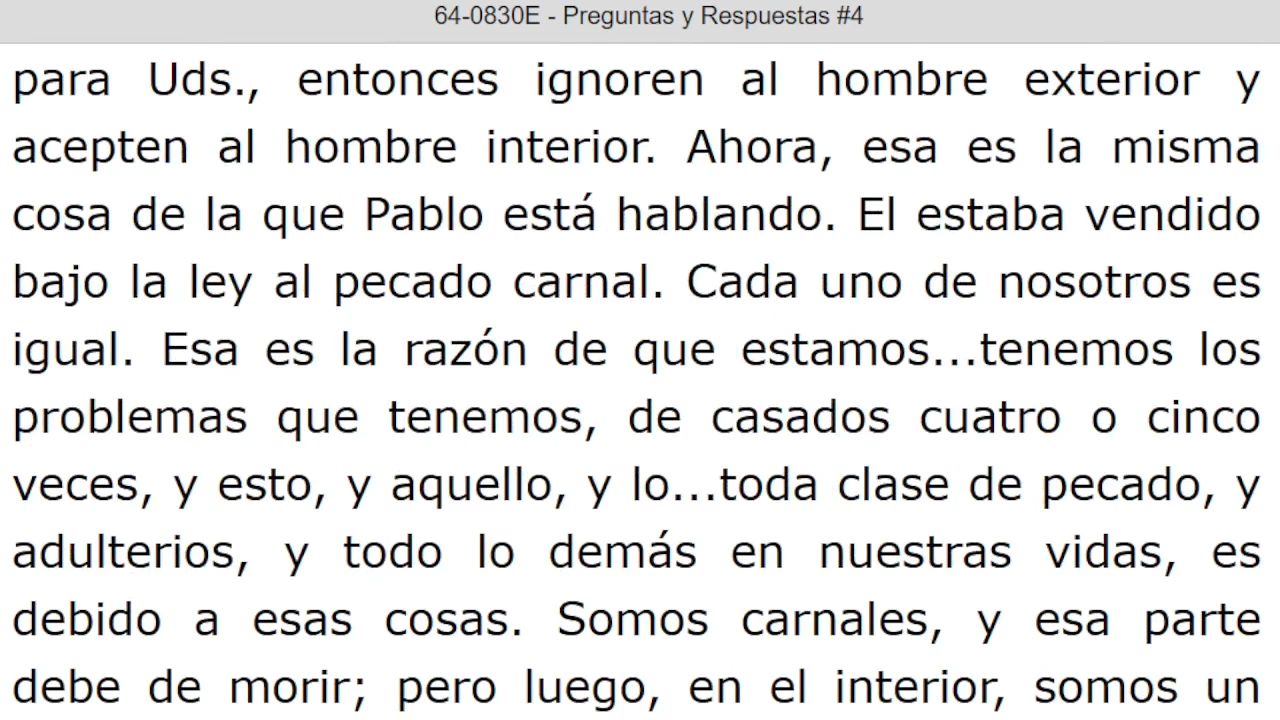 64-0830E - Preguntas y Respuestas #4
para Uds., entonces ignoren al hombre exterior y
acepten al hombre interior. Ahora, esa es la misma
cosa de la que Pablo está hablando. El estaba vendido
bajo la ley al pecado carnal. Cada uno de nosotros es
igual. Esa es la razón de que estamos...tenemos los
problemas que tenemos, de casados cuatro o cinco
veces, y esto, y aquello, y lo...toda clase de pecado, y
adulterios, y todo lo demás en nuestras vidas, es
debido a esas cosas. Somos carnales, y esa parte
debe de morir; pero luego, en el interior, somos un